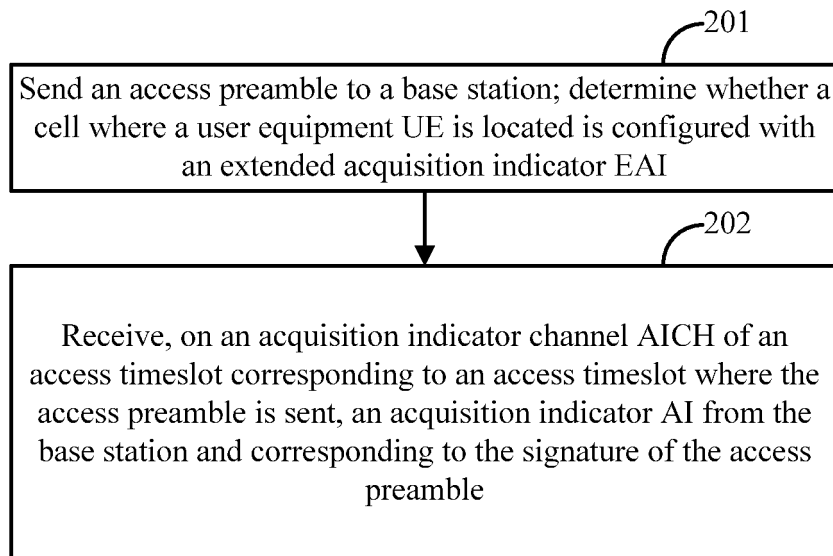 201
Send an access preamble to a base station; determine whether a
cell where a user equipment UE is located is configured with
an extended acquisition indicator EAI
202
Receive, on an acquisition indicator channel AICH of an
access timeslot corresponding to an access timeslot where the
access preamble is sent, an acquisition indicator AI from the
base station and corresponding to the signature of the access
preamble